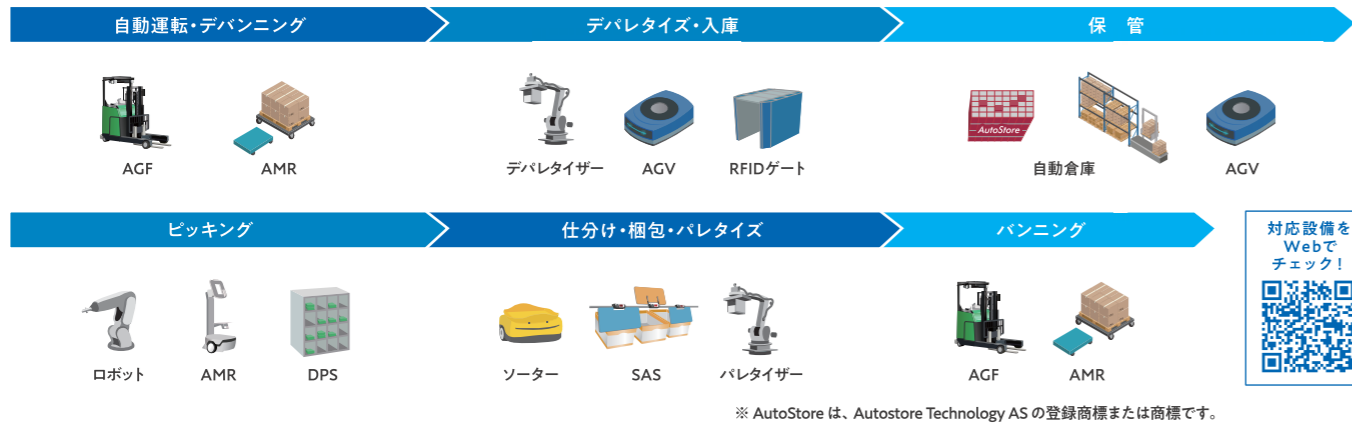 自動運転・デバンニング
デパレタイズ・入庫
保 管
AGF
AMR
デパレタイザー
AGV
RFIDゲート
AutoStore
自動倉庫
AGV
ピッキング
仕分け・梱包・パレタイズ
バンニング
ロボット
AMR
DPS
ソーター
SAS
パレタイザー
AGF
AMR
対応設備を
Webで
チェック!
※ AutoStore は、Autostore Technology AS の登録商標または商標です。